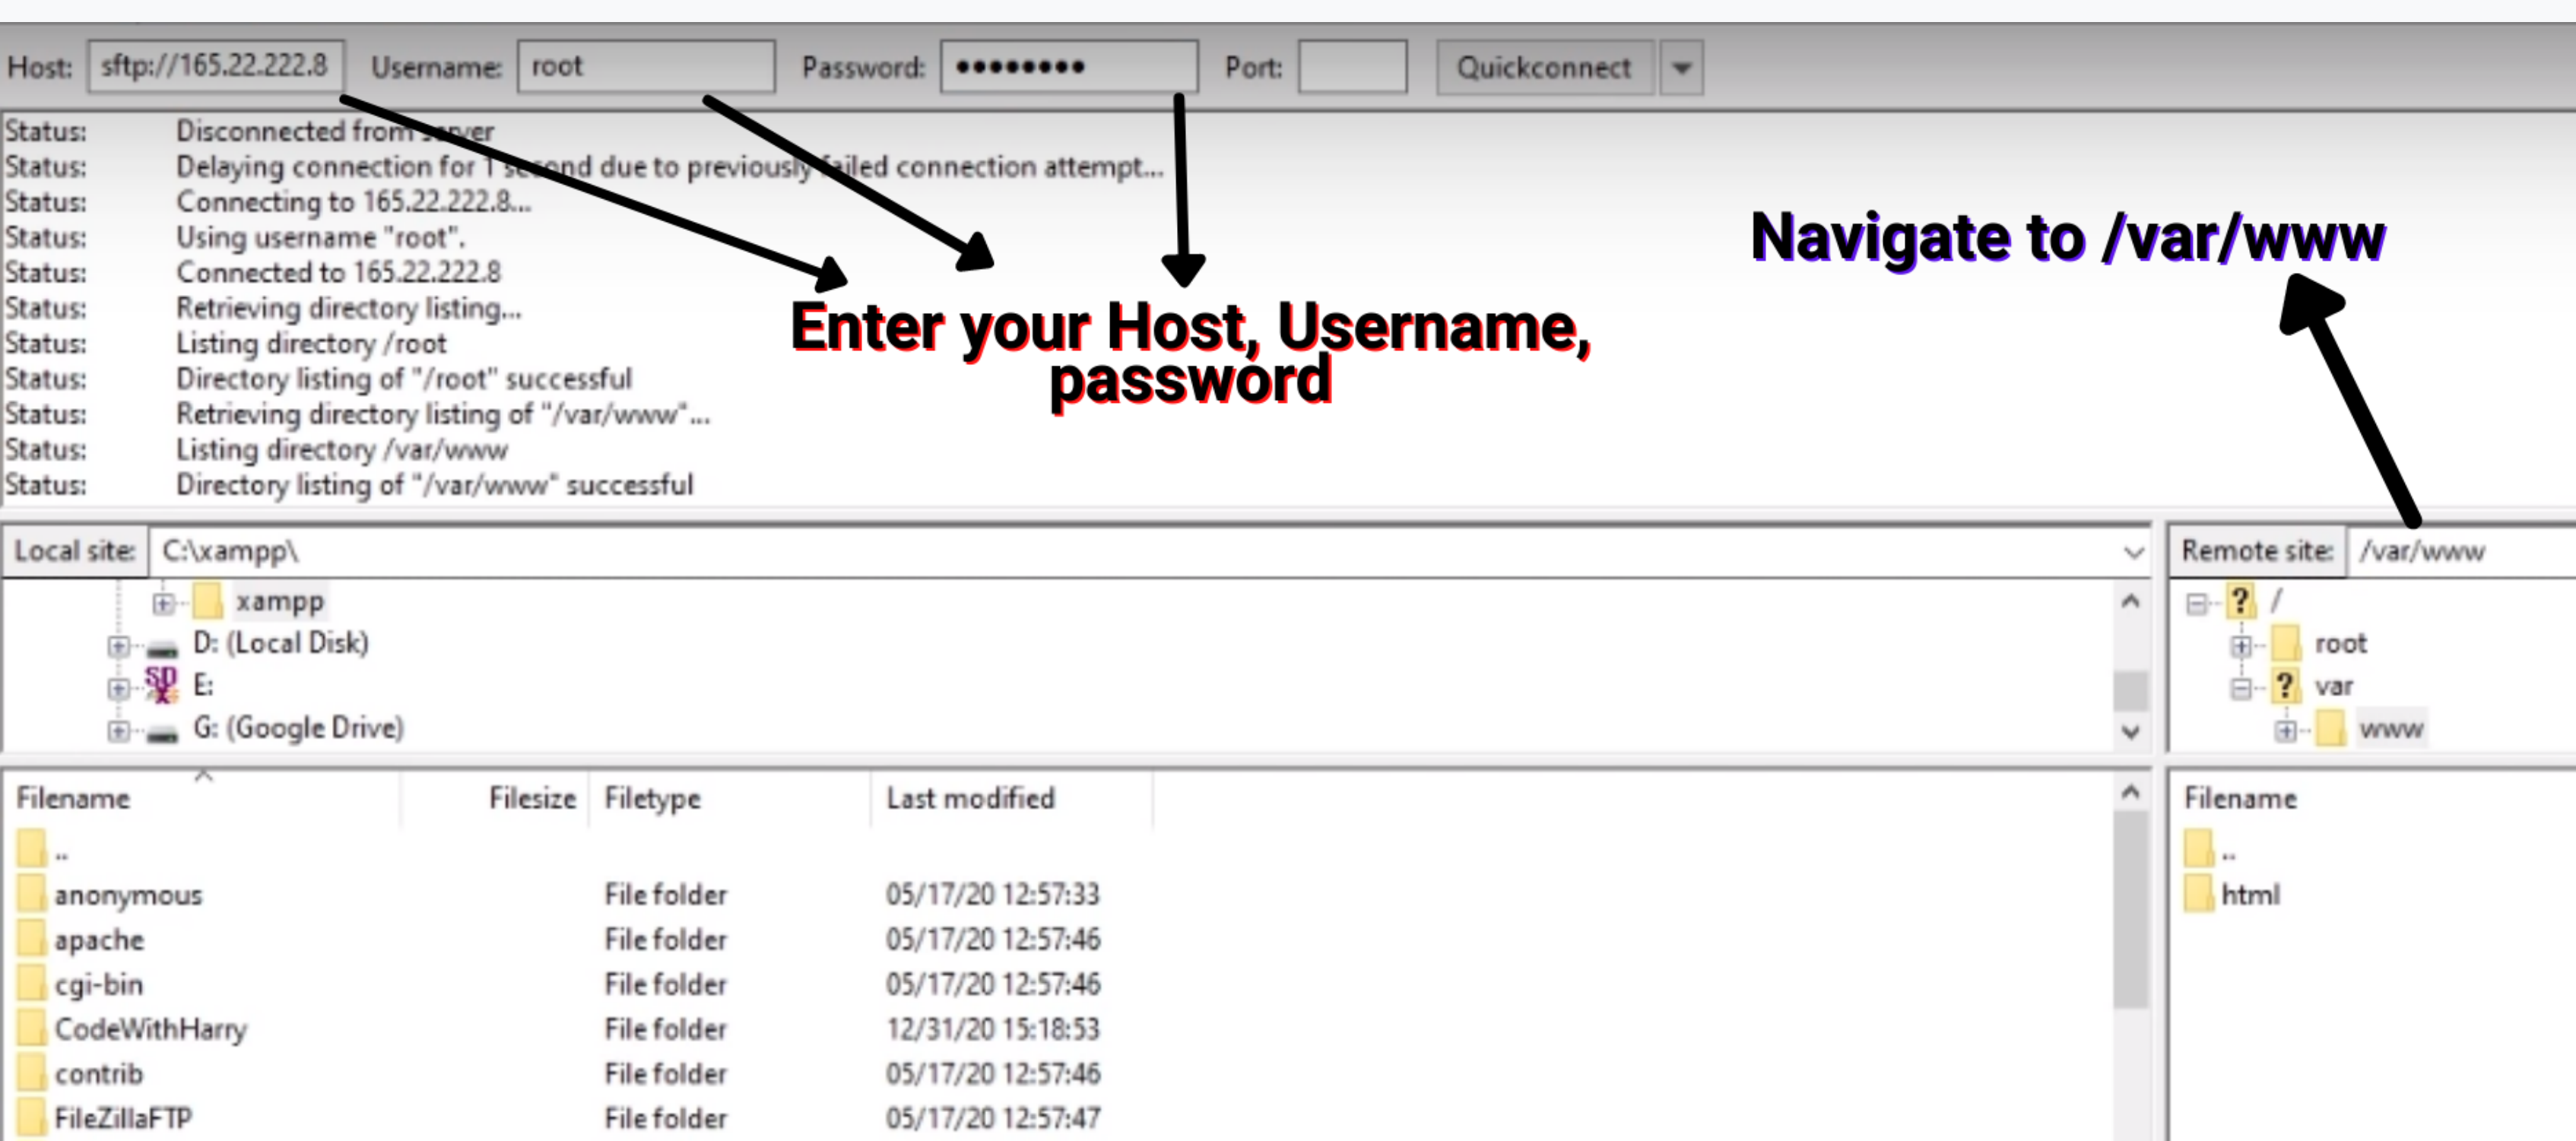 Host: sftp://165.22.222.8 Username: root Password: ●●●●●●●● Port: Quickconnect
Status: Disconnected from server
Status: Delaying connection for 1 second due to previously failed connection attempt...
Status: Connecting to 165.22.222.8...
Status: Using username "root".
Status: Connected to 165.22.222.8
Status: Retrieving directory listing...
Status: Listing directory /root
Status: Directory listing of "/root" successful
Status: Retrieving directory listing of "/var/www"...
Status: Listing directory /var/www
Status: Directory listing of "/var/www" successful
Enter your Host, Username,
password
Navigate to /var/www
Local site: C:\xampp\
xampp
D: (Local Disk)
E:
G: (Google Drive)
Remote site: /var/www
/
root
var
www
Filename Filesize Filetype Last modified
..
anonymous File folder 05/17/20 12:57:33
apache File folder 05/17/20 12:57:46
cgi-bin File folder 05/17/20 12:57:46
CodeWithHarry File folder 12/31/20 15:18:53
contrib File folder 05/17/20 12:57:46
FileZillaFTP File folder 05/17/20 12:57:47
Filename
..
html